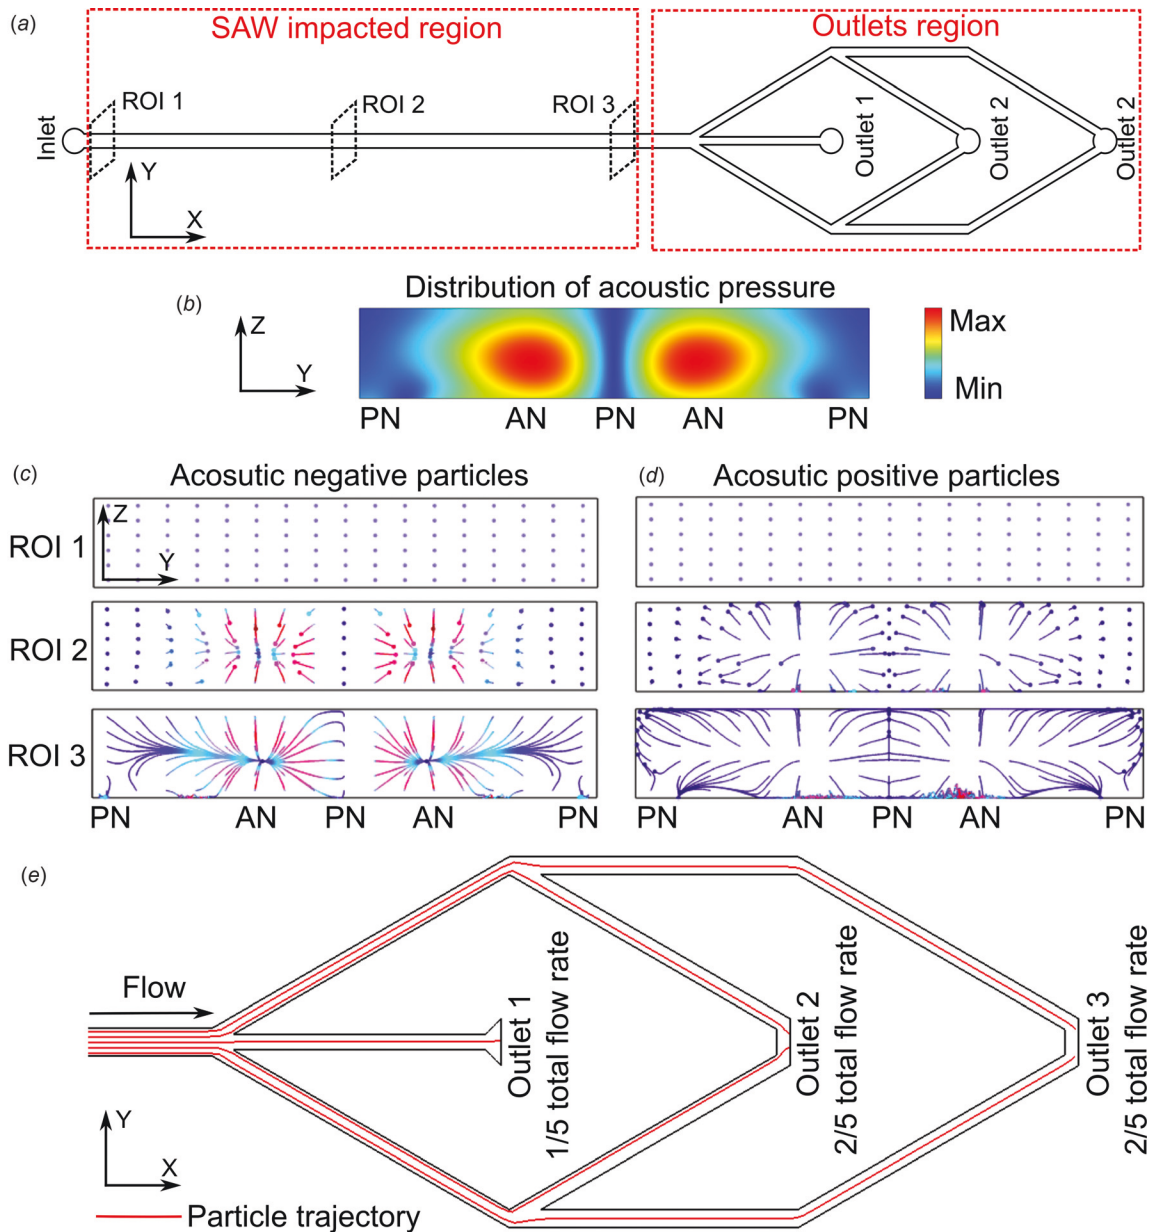 (a)
SAW impacted region
Outlets region
ROI 1
ROI 2
ROI 3
Inlet
Outlet 1
Outlet 2
Outlet 2
Y
X
(b)
Distribution of acoustic pressure
Z
Y
Max
Min
PN
AN
PN
AN
PN
(c)
Acosutic negative particles
(d)
Acosutic positive particles
ROI 1
Z
Y
ROI 2
ROI 3
PN
AN
PN
AN
PN
PN
AN
PN
AN
PN
(e)
Flow
Outlet 1
1/5 total flow rate
Outlet 2
2/5 total flow rate
Outlet 3
2/5 total flow rate
Y
X
Particle trajectory